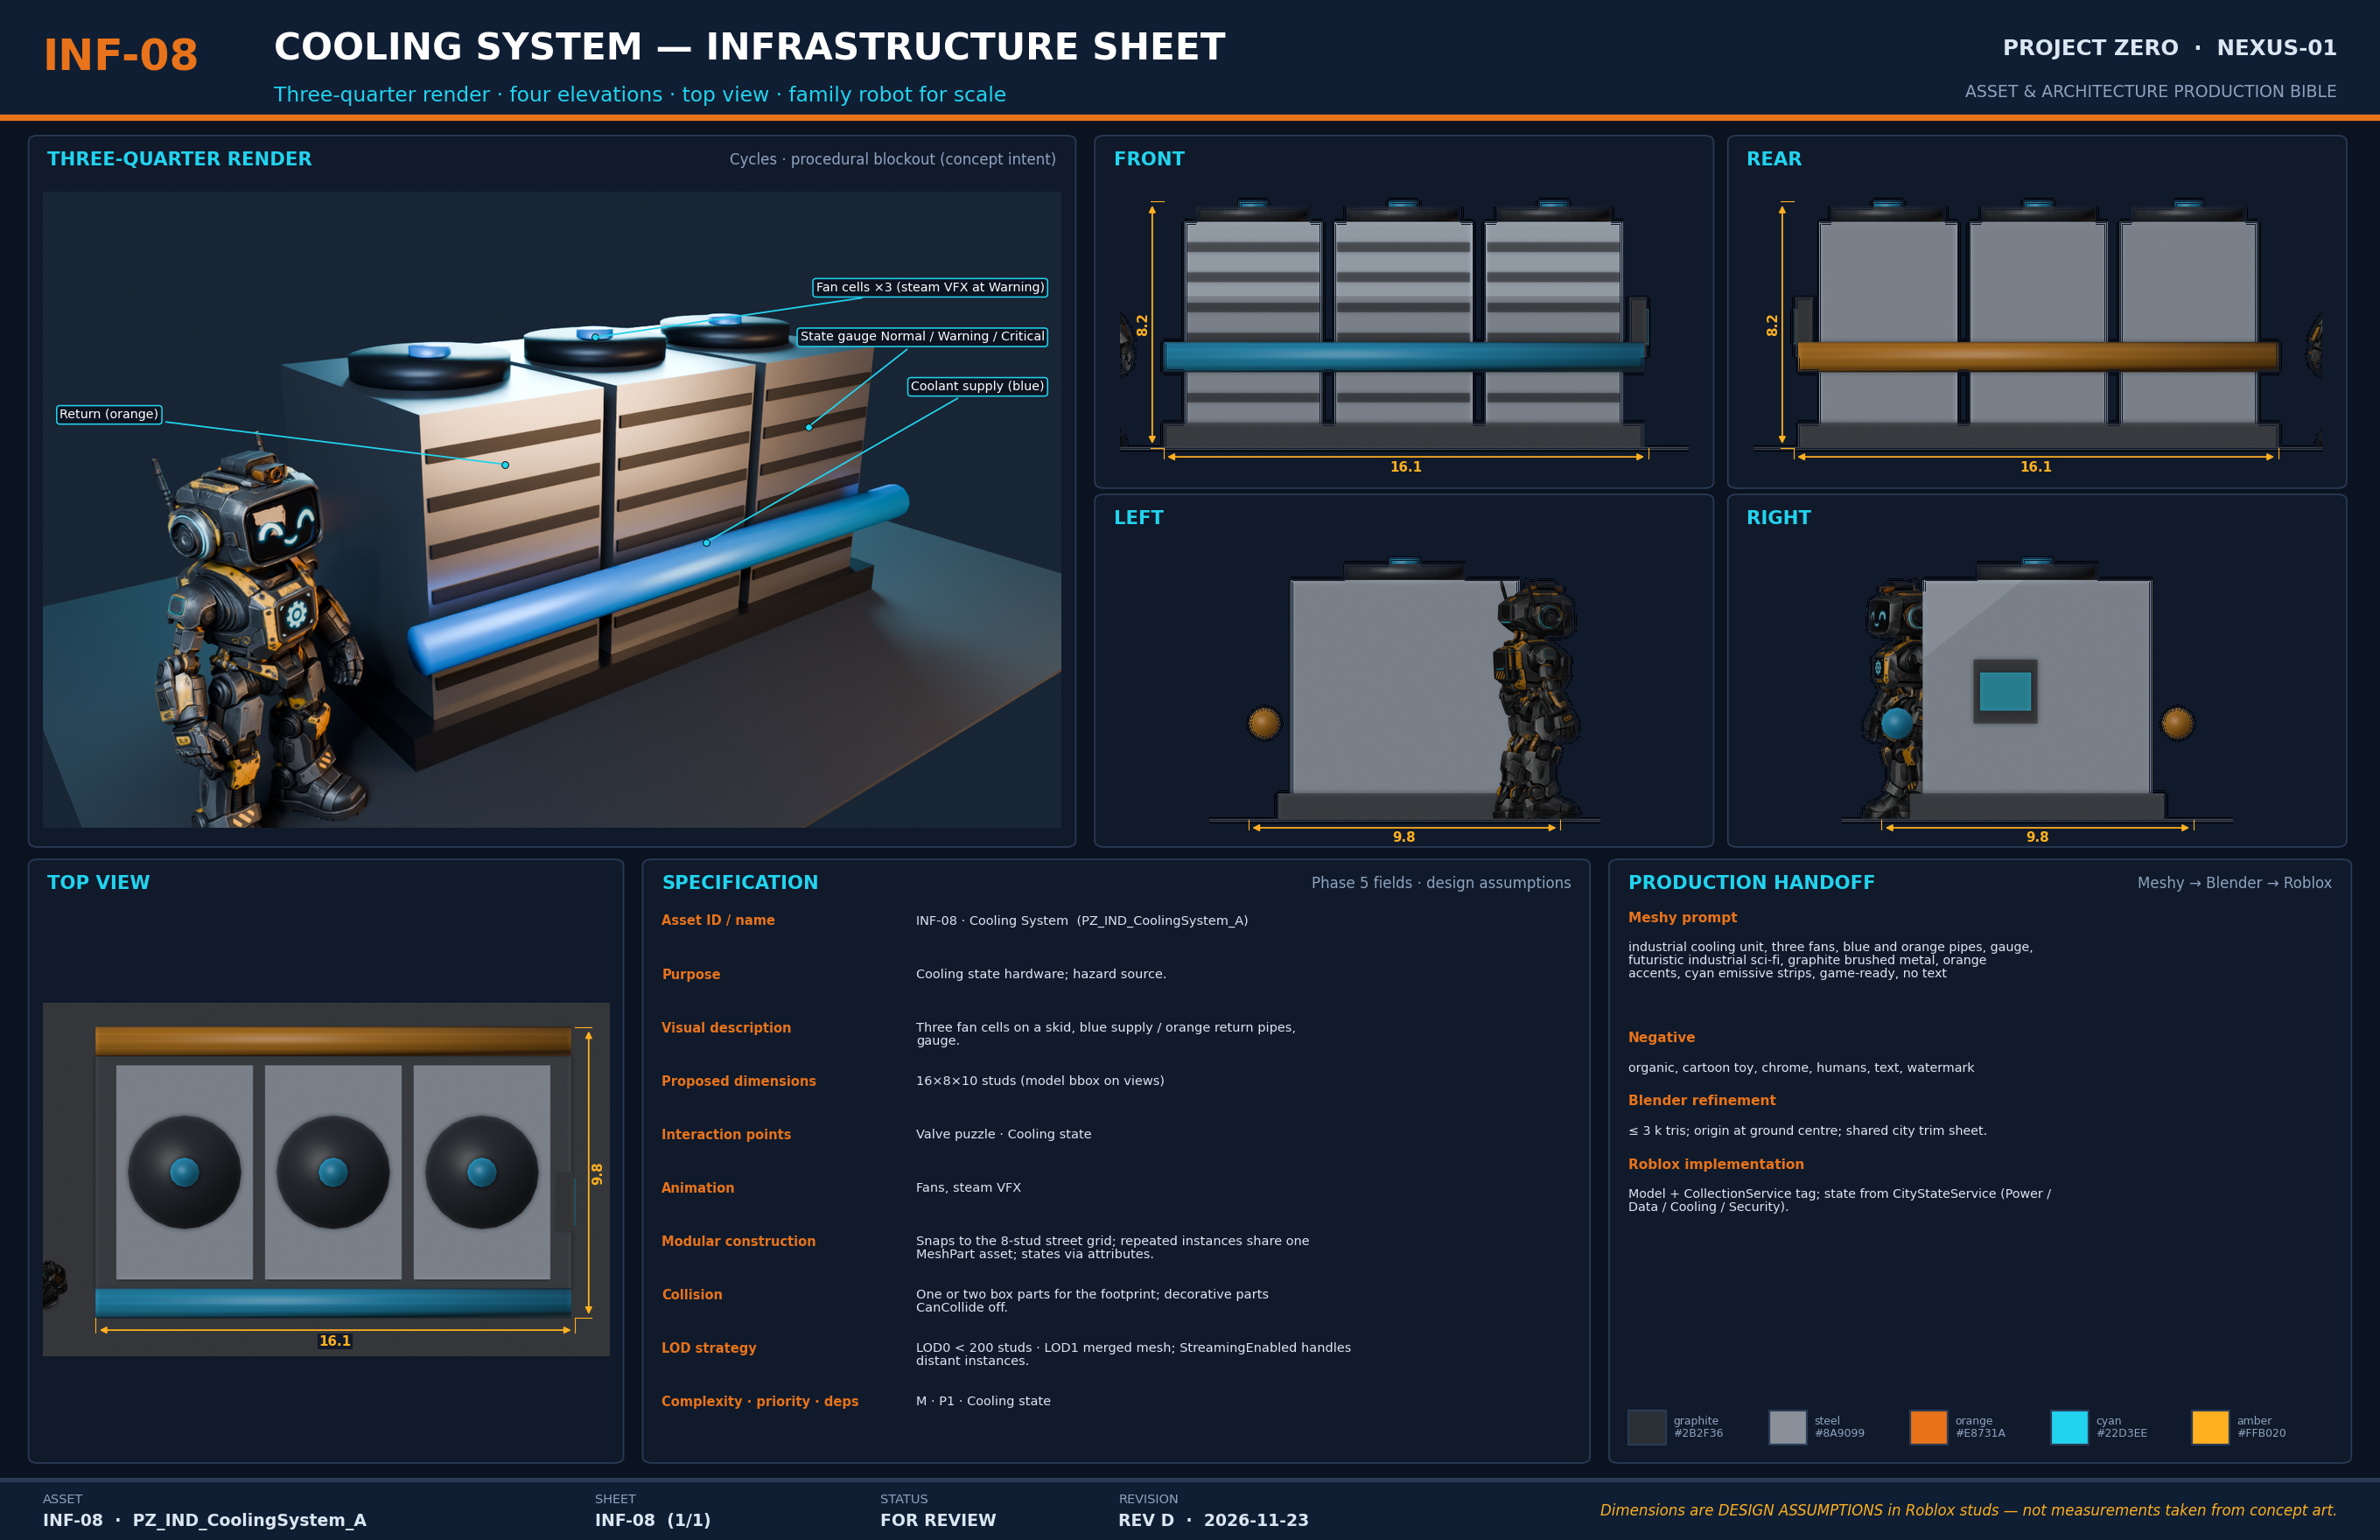 INF-08
COOLING SYSTEM — INFRASTRUCTURE SHEET
Three-quarter render · four elevations · top view · family robot for scale
PROJECT ZERO · NEXUS-01
ASSET & ARCHITECTURE PRODUCTION BIBLE
THREE-QUARTER RENDER
Cycles · procedural blockout (concept intent)
Fan cells ×3 (steam VFX at Warning)
State gauge Normal / Warning / Critical
Coolant supply (blue)
Return (orange)
FRONT
8.2
16.1
REAR
8.2
16.1
LEFT
9.8
RIGHT
9.8
TOP VIEW
9.8
16.1
SPECIFICATION
Phase 5 fields · design assumptions
Asset ID / name
INF-08 · Cooling System (PZ_IND_CoolingSystem_A)
Purpose
Cooling state hardware; hazard source.
Visual description
Three fan cells on a skid, blue supply / orange return pipes,
gauge.
Proposed dimensions
16×8×10 studs (model bbox on views)
Interaction points
Valve puzzle · Cooling state
Animation
Fans, steam VFX
Modular construction
Snaps to the 8-stud street grid; repeated instances share one
MeshPart asset; states via attributes.
Collision
One or two box parts for the footprint; decorative parts
CanCollide off.
LOD strategy
LOD0 < 200 studs · LOD1 merged mesh; StreamingEnabled handles
distant instances.
Complexity · priority · deps
M · P1 · Cooling state
PRODUCTION HANDOFF
Meshy → Blender → Roblox
Meshy prompt
industrial cooling unit, three fans, blue and orange pipes, gauge,
futuristic industrial sci-fi, graphite brushed metal, orange
accents, cyan emissive strips, game-ready, no text
Negative
organic, cartoon toy, chrome, humans, text, watermark
Blender refinement
≤ 3 k tris; origin at ground centre; shared city trim sheet.
Roblox implementation
Model + CollectionService tag; state from CityStateService (Power /
Data / Cooling / Security).
graphite
#2B2F36
steel
#8A9099
orange
#E8731A
cyan
#22D3EE
amber
#FFB020
ASSET
INF-08 · PZ_IND_CoolingSystem_A
SHEET
INF-08 (1/1)
STATUS
FOR REVIEW
REVISION
REV D · 2026-11-23
Dimensions are DESIGN ASSUMPTIONS in Roblox studs — not measurements taken from concept art.